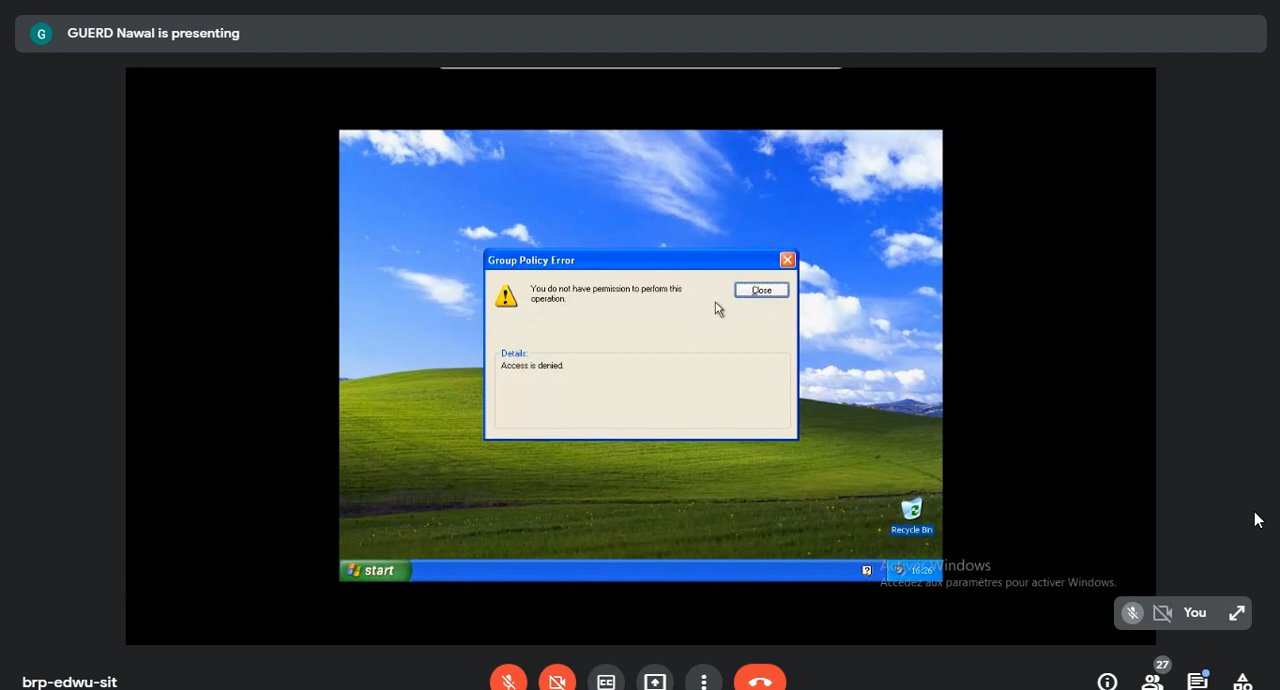 G GUERD Nawal is presenting
Group Policy Error
You do not have permission to perform this
operation.
Close
Details:
Access is denied.
Recycle Bin
start
16:26
Activer Windows
Accédez aux paramètres pour activer Windows.
You
27
brp-edwu-sit
CC